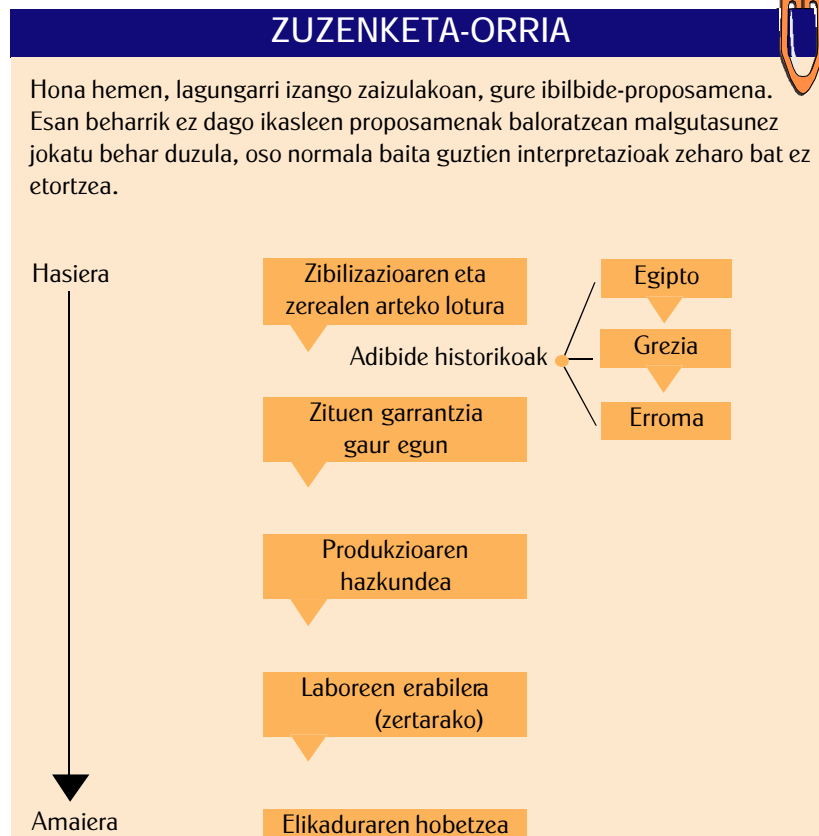 ZUZENKETA-ORRIA
Hona hemen, lagungarri izango zaizulakoan, gure ibilbide-proposamena.
Esan beharrik ez dago ikasleen proposamenak baloratzean malgutasunez
jokatu behar duzula, oso normala baita guztien interpretazioak zeharo bat ez
etortzea.
Hasiera
Zibilizazioaren eta
zerealen arteko lotura
Adibide historikoak
Egipto
Grezia
Erroma
Zituen garrantzia
gaur egun
Produkzioaren
hazkundea
Laboreen erabilera
(zertarako)
Amaiera
Elikaduraren hobetzea